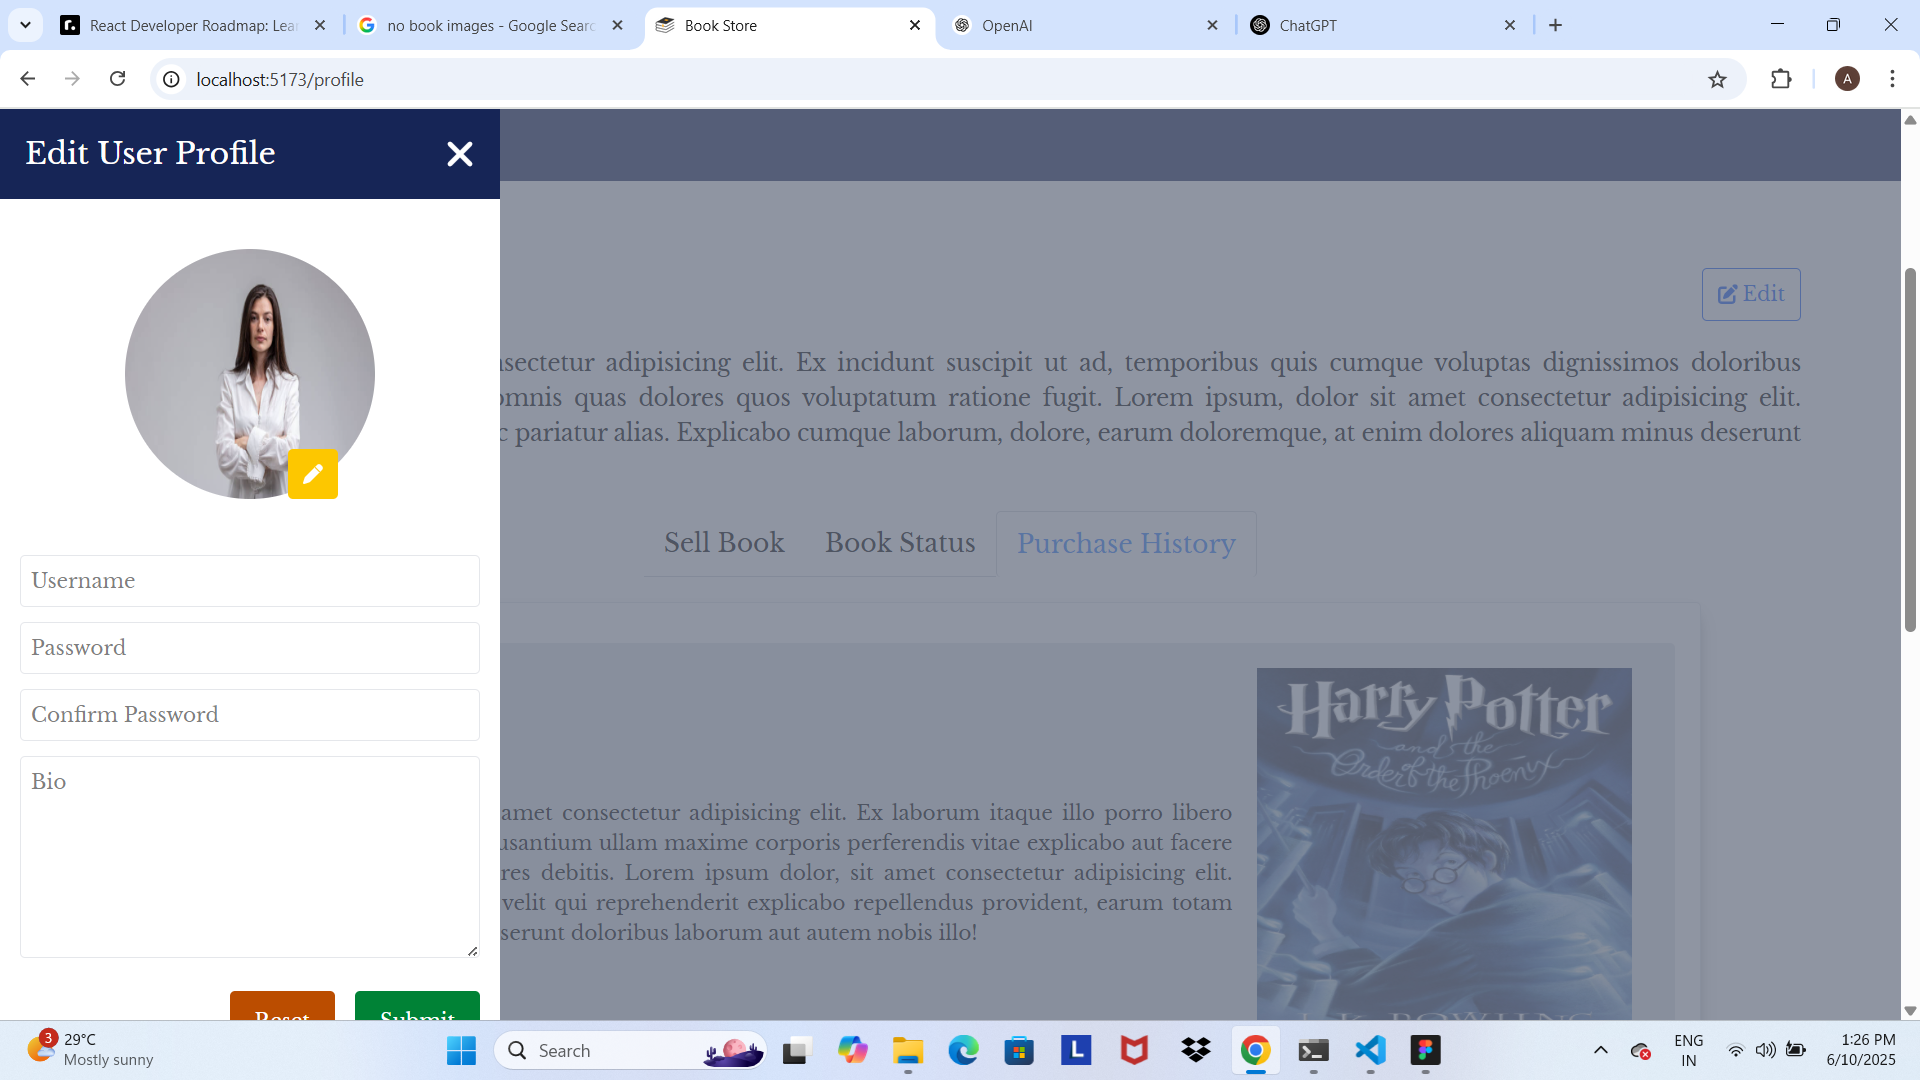 React Developer Roadmap: Lear
no book images - Google Searc
Book Store
OpenAI
ChatGPT
localhost:5173/profile
A
Edit User Profile
Edit
nsectetur adipisicing elit. Ex incidunt suscipit ut ad, temporibus quis cumque voluptas dignissimos doloribus
omnis quas dolores quos voluptatum ratione fugit. Lorem ipsum, dolor sit amet consectetur adipisicing elit.
c pariatur alias. Explicabo cumque laborum, dolore, earum doloremque, at enim dolores aliquam minus deserunt
Sell Book
Book Status
Purchase History
Username
Password
Confirm Password
Bio
Harry Potter
and the
Order of the Phoenix
amet consectetur adipisicing elit. Ex laborum itaque illo porro libero
usantium ullam maxime corporis perferendis vitae explicabo aut facere
res debitis. Lorem ipsum dolor, sit amet consectetur adipisicing elit.
velit qui reprehenderit explicabo repellendus provident, earum totam
serunt doloribus laborum aut autem nobis illo!
J. K. ROWLING
Reset
Submit
3
29°C
Mostly sunny
Search
L
ENG
IN
1:26 PM
6/10/2025